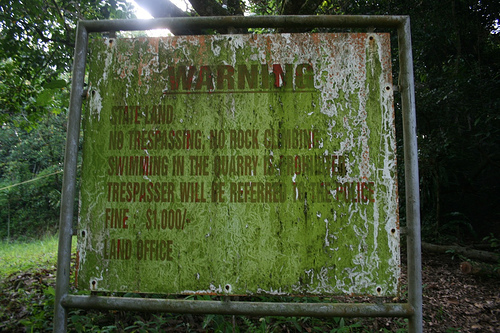 WARNING
STATE LAND
NO TRESPASSING, NO ROCK CLIMBING
SWIMMING IN THE QUARRY IS PROHIBITED
TRESPASSER WILL BE REFERRED TO THE POLICE
FINE : $1,000/-
LAND OFFICE